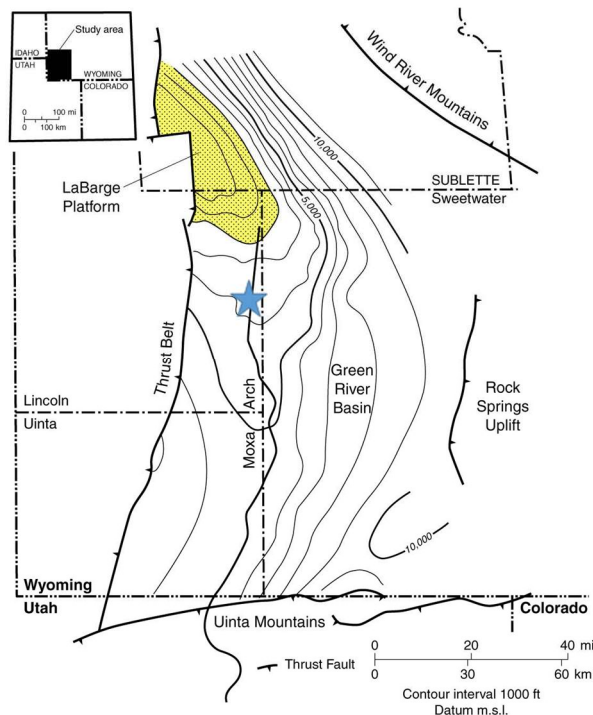 Study area
IDAHO
UTAH
WYOMING
COLORADO
0 100 mi
0 100 km
Wind River Mountains
10,000
LaBarge
Platform
SUBLETTE
Sweetwater
5,000
Thrust Belt
Green
River
Basin
Rock
Springs
Uplift
Lincoln
Uinta
Moxa Arch
10,000
Wyoming
Utah
Colorado
Uinta Mountains
Thrust Fault
0 20 40 mi
0 30 60 km
Contour interval 1000 ft
Datum m.s.l.